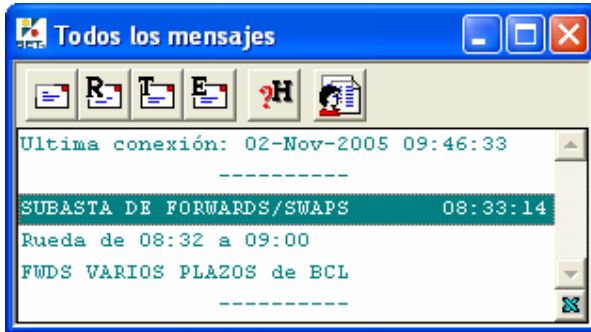 Todos los mensajes
R T E ?H
Ultima conexión: 02-Nov-2005 09:46:33
----------
SUBASTA DE FORWARDS/SWAPS 08:33:14
Rueda de 08:32 a 09:00
FWDS VARIOS PLAZOS de BCL
----------